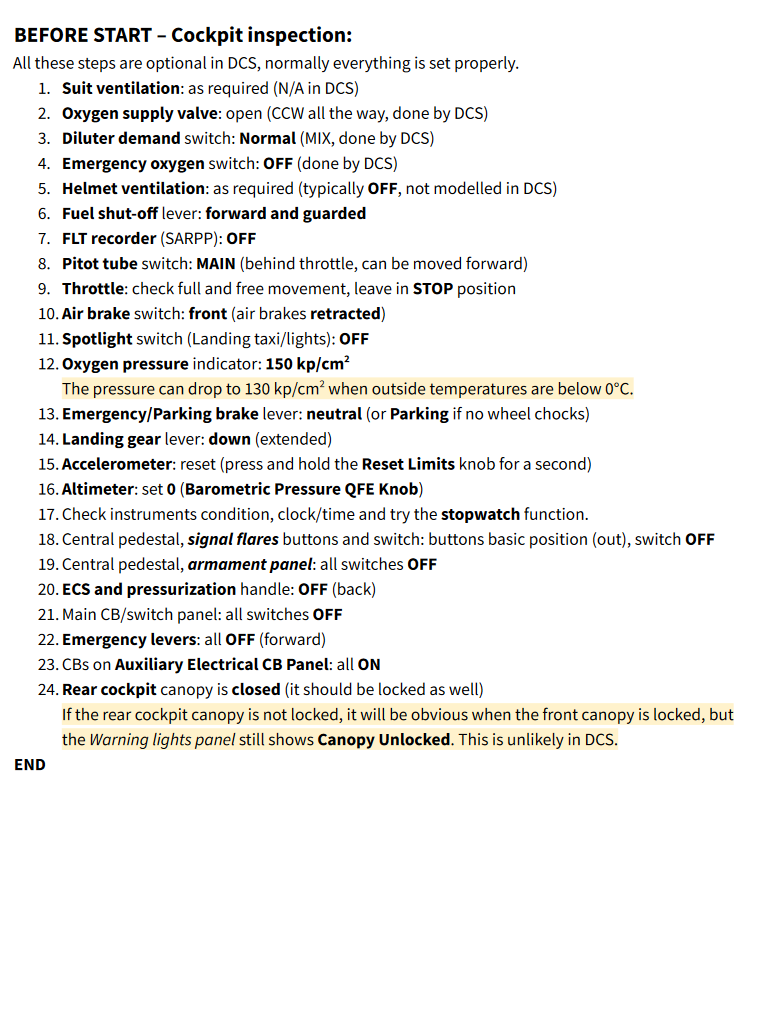 BEFORE START – Cockpit inspection:
All these steps are optional in DCS, normally everything is set properly.
1. Suit ventilation: as required (N/A in DCS)
2. Oxygen supply valve: open (CCW all the way, done by DCS)
3. Diluter demand switch: Normal (MIX, done by DCS)
4. Emergency oxygen switch: OFF (done by DCS)
5. Helmet ventilation: as required (typically OFF, not modelled in DCS)
6. Fuel shut-off lever: forward and guarded
7. FLT recorder (SARPP): OFF
8. Pitot tube switch: MAIN (behind throttle, can be moved forward)
9. Throttle: check full and free movement, leave in STOP position
10. Air brake switch: front (air brakes retracted)
11. Spotlight switch (Landing taxi/lights): OFF
12. Oxygen pressure indicator: 150 kp/cm²
The pressure can drop to 130 kp/cm² when outside temperatures are below 0°C.
13. Emergency/Parking brake lever: neutral (or Parking if no wheel chocks)
14. Landing gear lever: down (extended)
15. Accelerometer: reset (press and hold the Reset Limits knob for a second)
16. Altimeter: set 0 (Barometric Pressure QFE Knob)
17. Check instruments condition, clock/time and try the stopwatch function.
18. Central pedestal, signal flares buttons and switch: buttons basic position (out), switch OFF
19. Central pedestal, armament panel: all switches OFF
20. ECS and pressurization handle: OFF (back)
21. Main CB/switch panel: all switches OFF
22. Emergency levers: all OFF (forward)
23. CBs on Auxiliary Electrical CB Panel: all ON
24. Rear cockpit canopy is closed (it should be locked as well)
If the rear cockpit canopy is not locked, it will be obvious when the front canopy is locked, but
the Warning lights panel still shows Canopy Unlocked. This is unlikely in DCS.
END